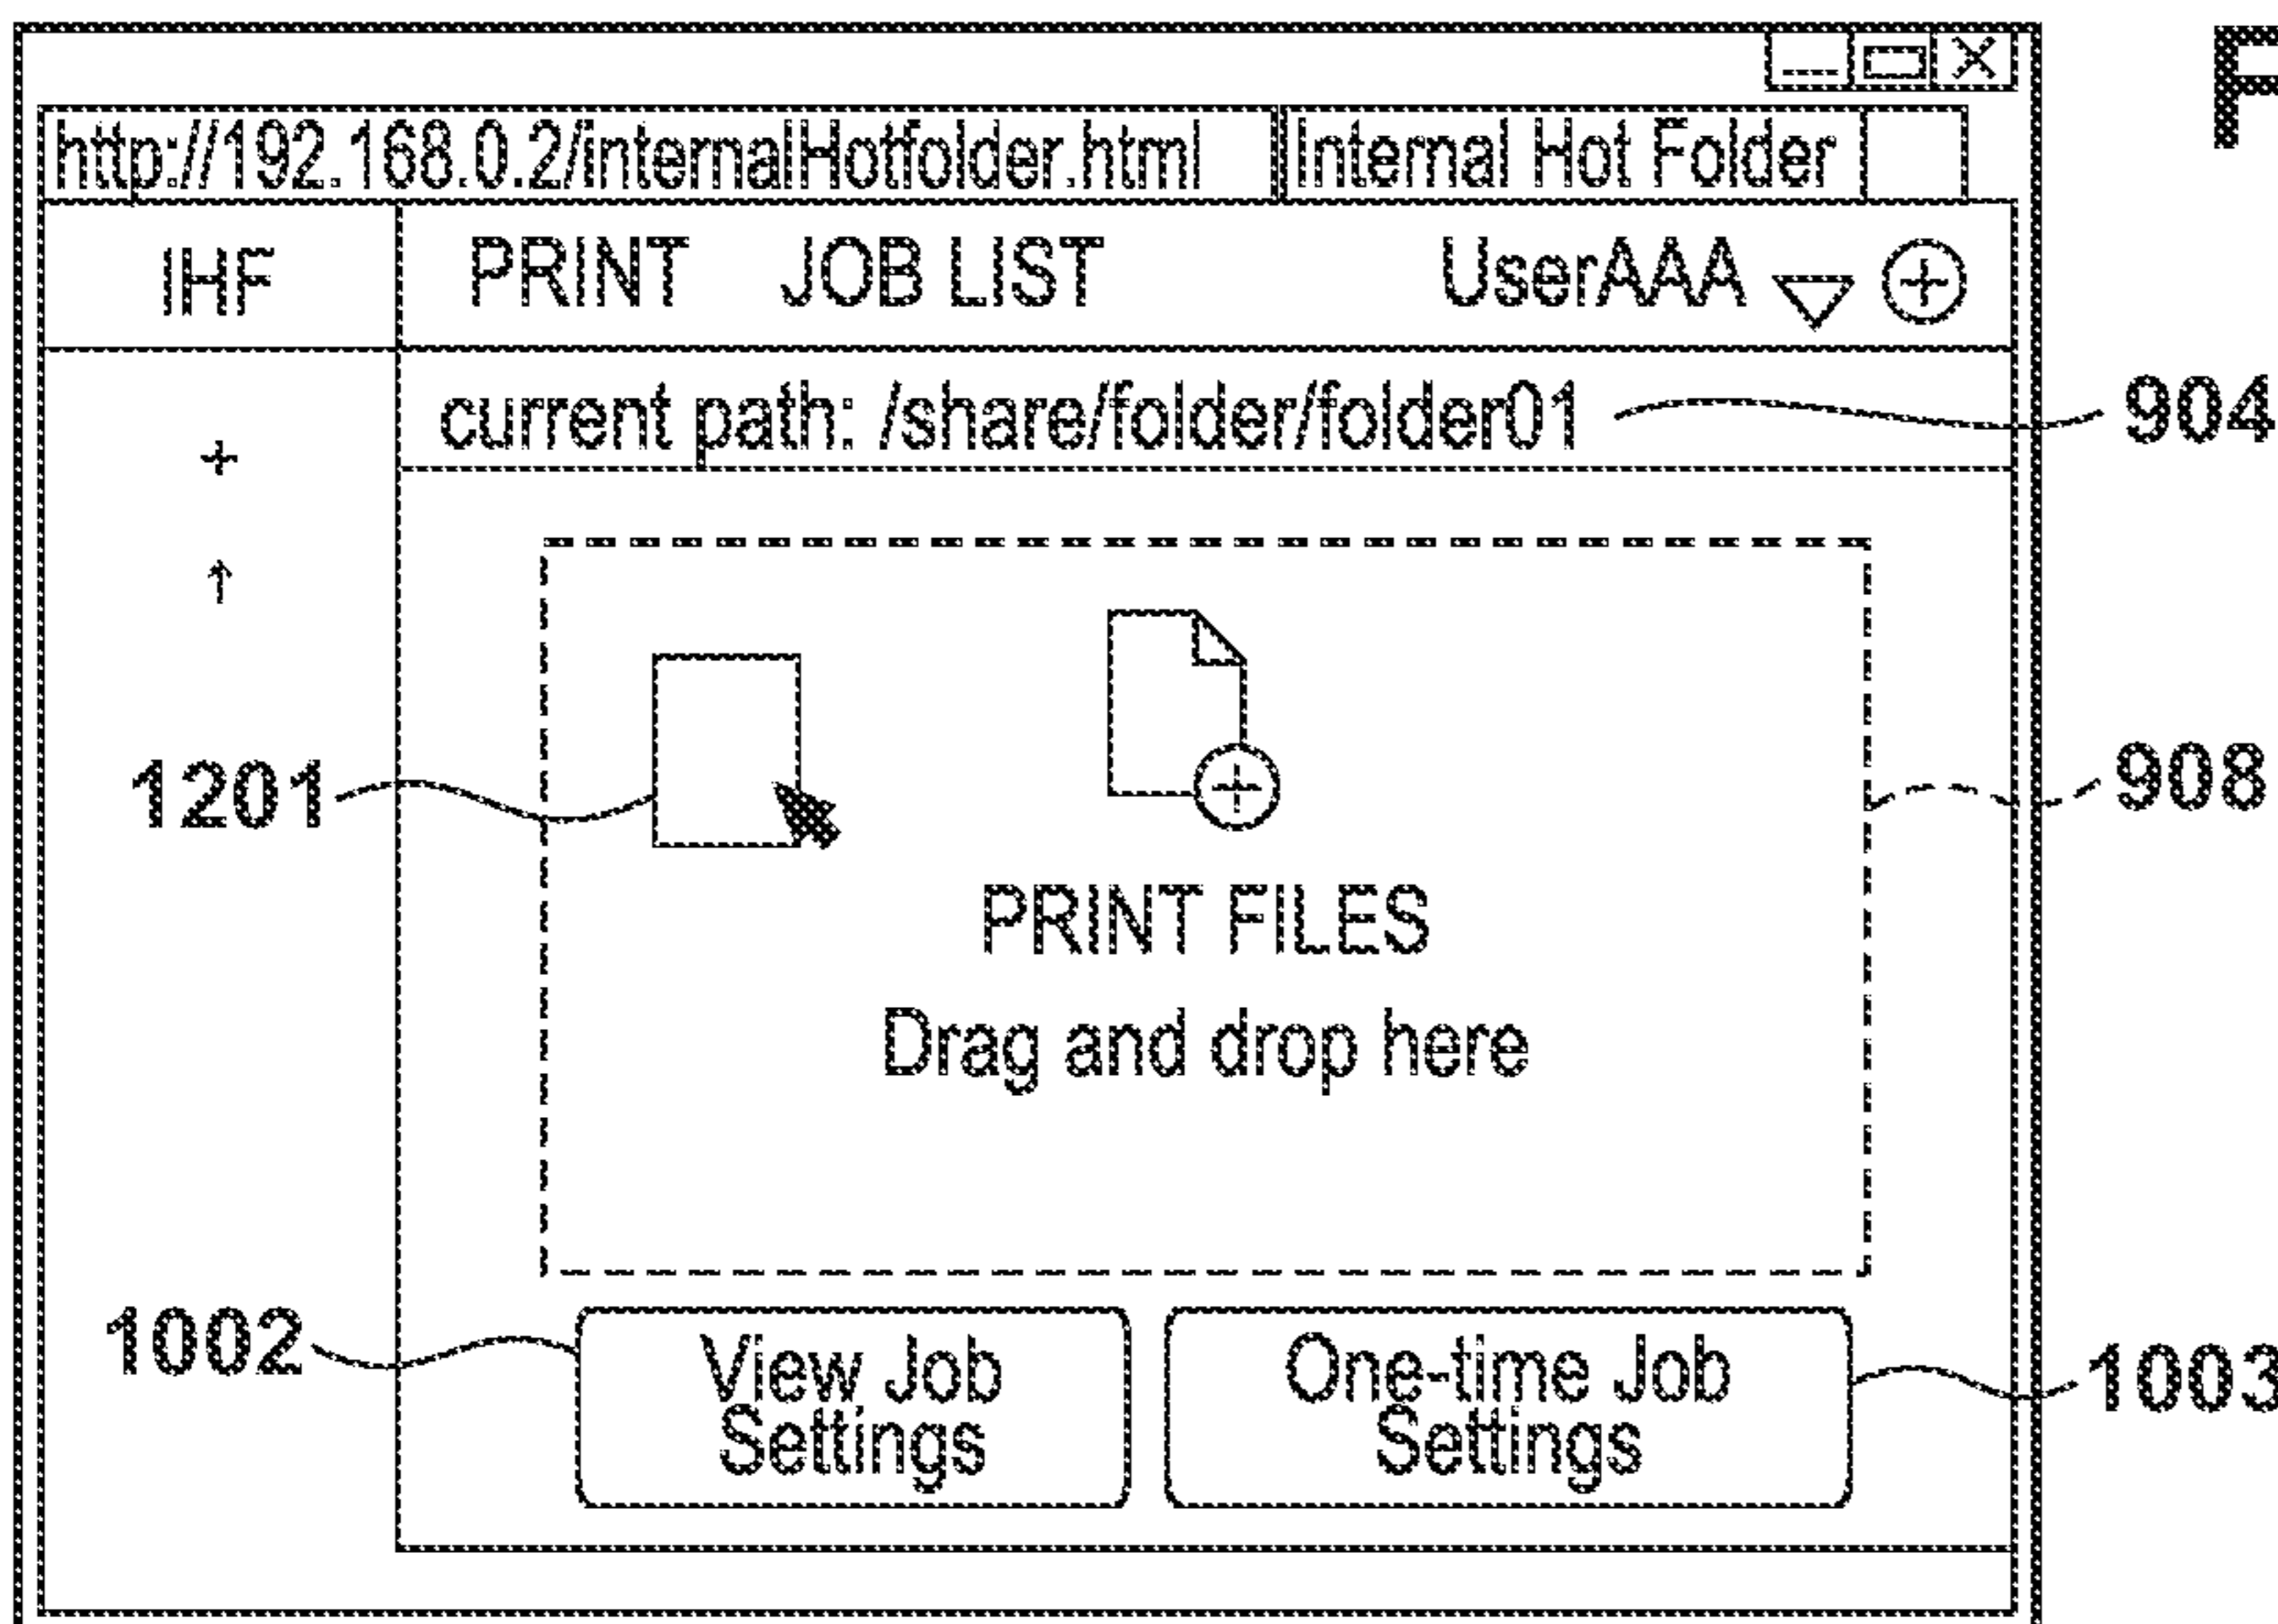 F
http://192.168.0.2/internalHotfolder.html Internal Hot Folder
IHF PRINT JOB LIST UserAAA
current path: /share/folder/folder01 904
+
↑
1201 908
PRINT FILES
Drag and drop here
1002 View Job Settings One-time Job Settings 1003